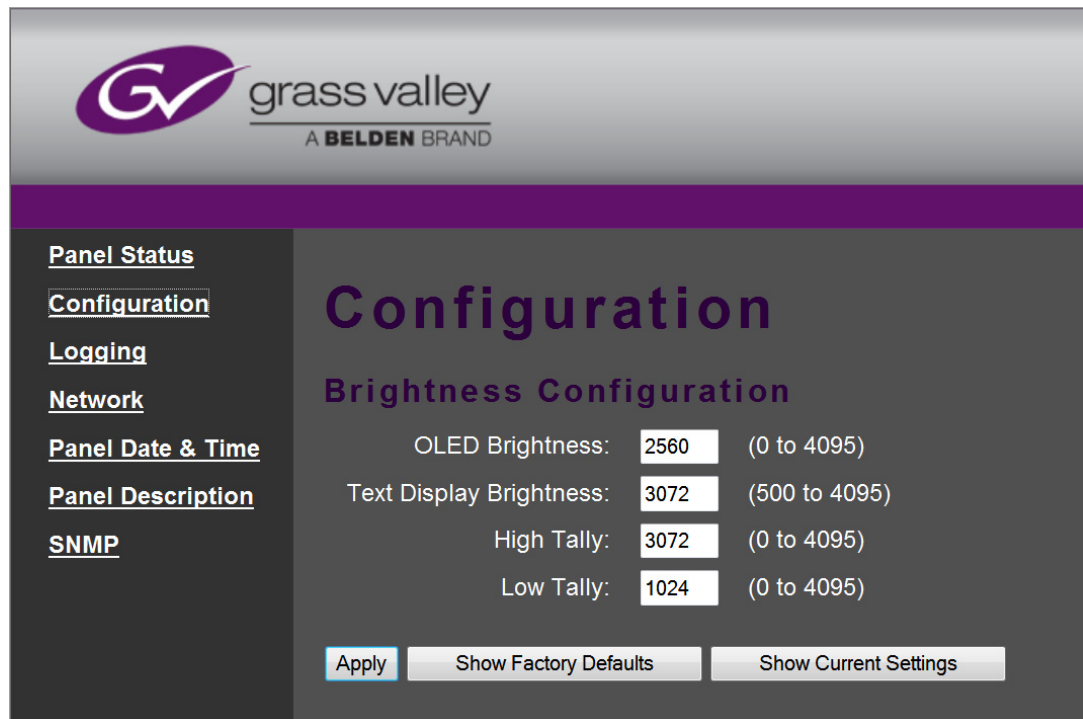 GV grass valley
A BELDEN BRAND
Panel Status
Configuration
Logging
Network
Panel Date & Time
Panel Description
SNMP
Configuration
Brightness Configuration
OLED Brightness: 2560 (0 to 4095)
Text Display Brightness: 3072 (500 to 4095)
High Tally: 3072 (0 to 4095)
Low Tally: 1024 (0 to 4095)
Apply Show Factory Defaults Show Current Settings